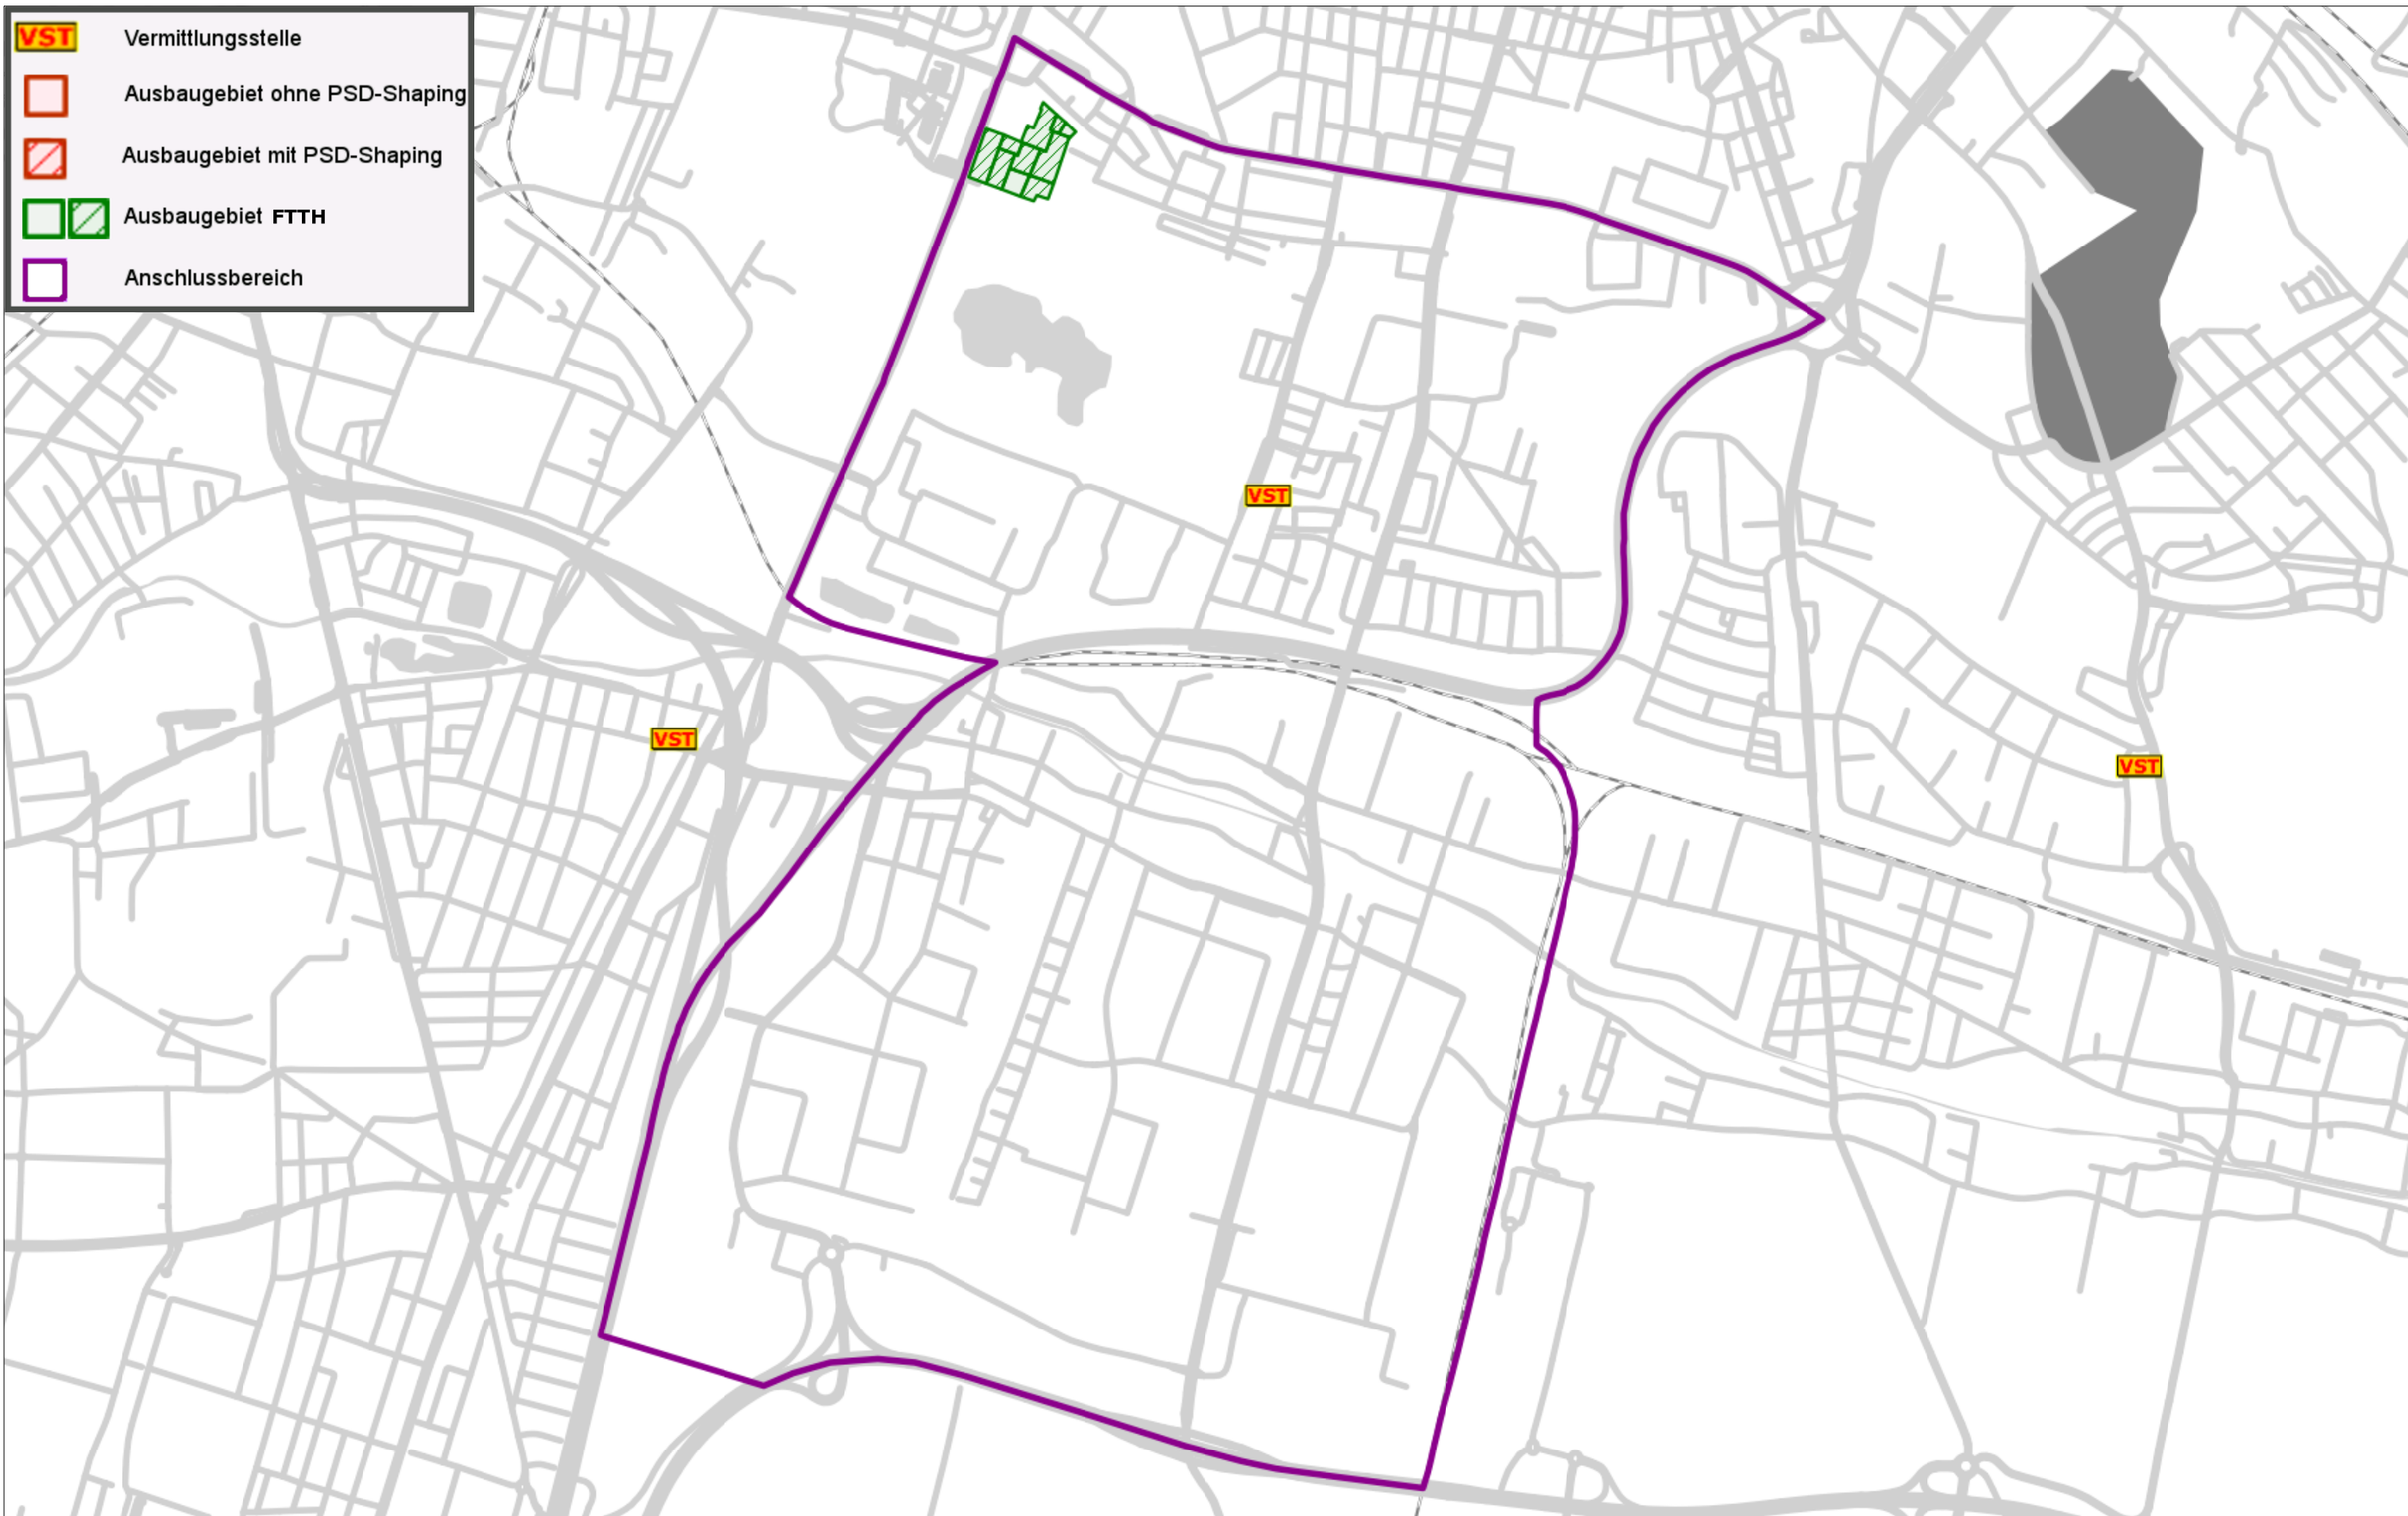 VST Vermittlungsstelle
Ausbaugebiet ohne PSD-Shaping
Ausbaugebiet mit PSD-Shaping
Ausbaugebiet FTTH
Anschlussbereich
VST
VST
VST